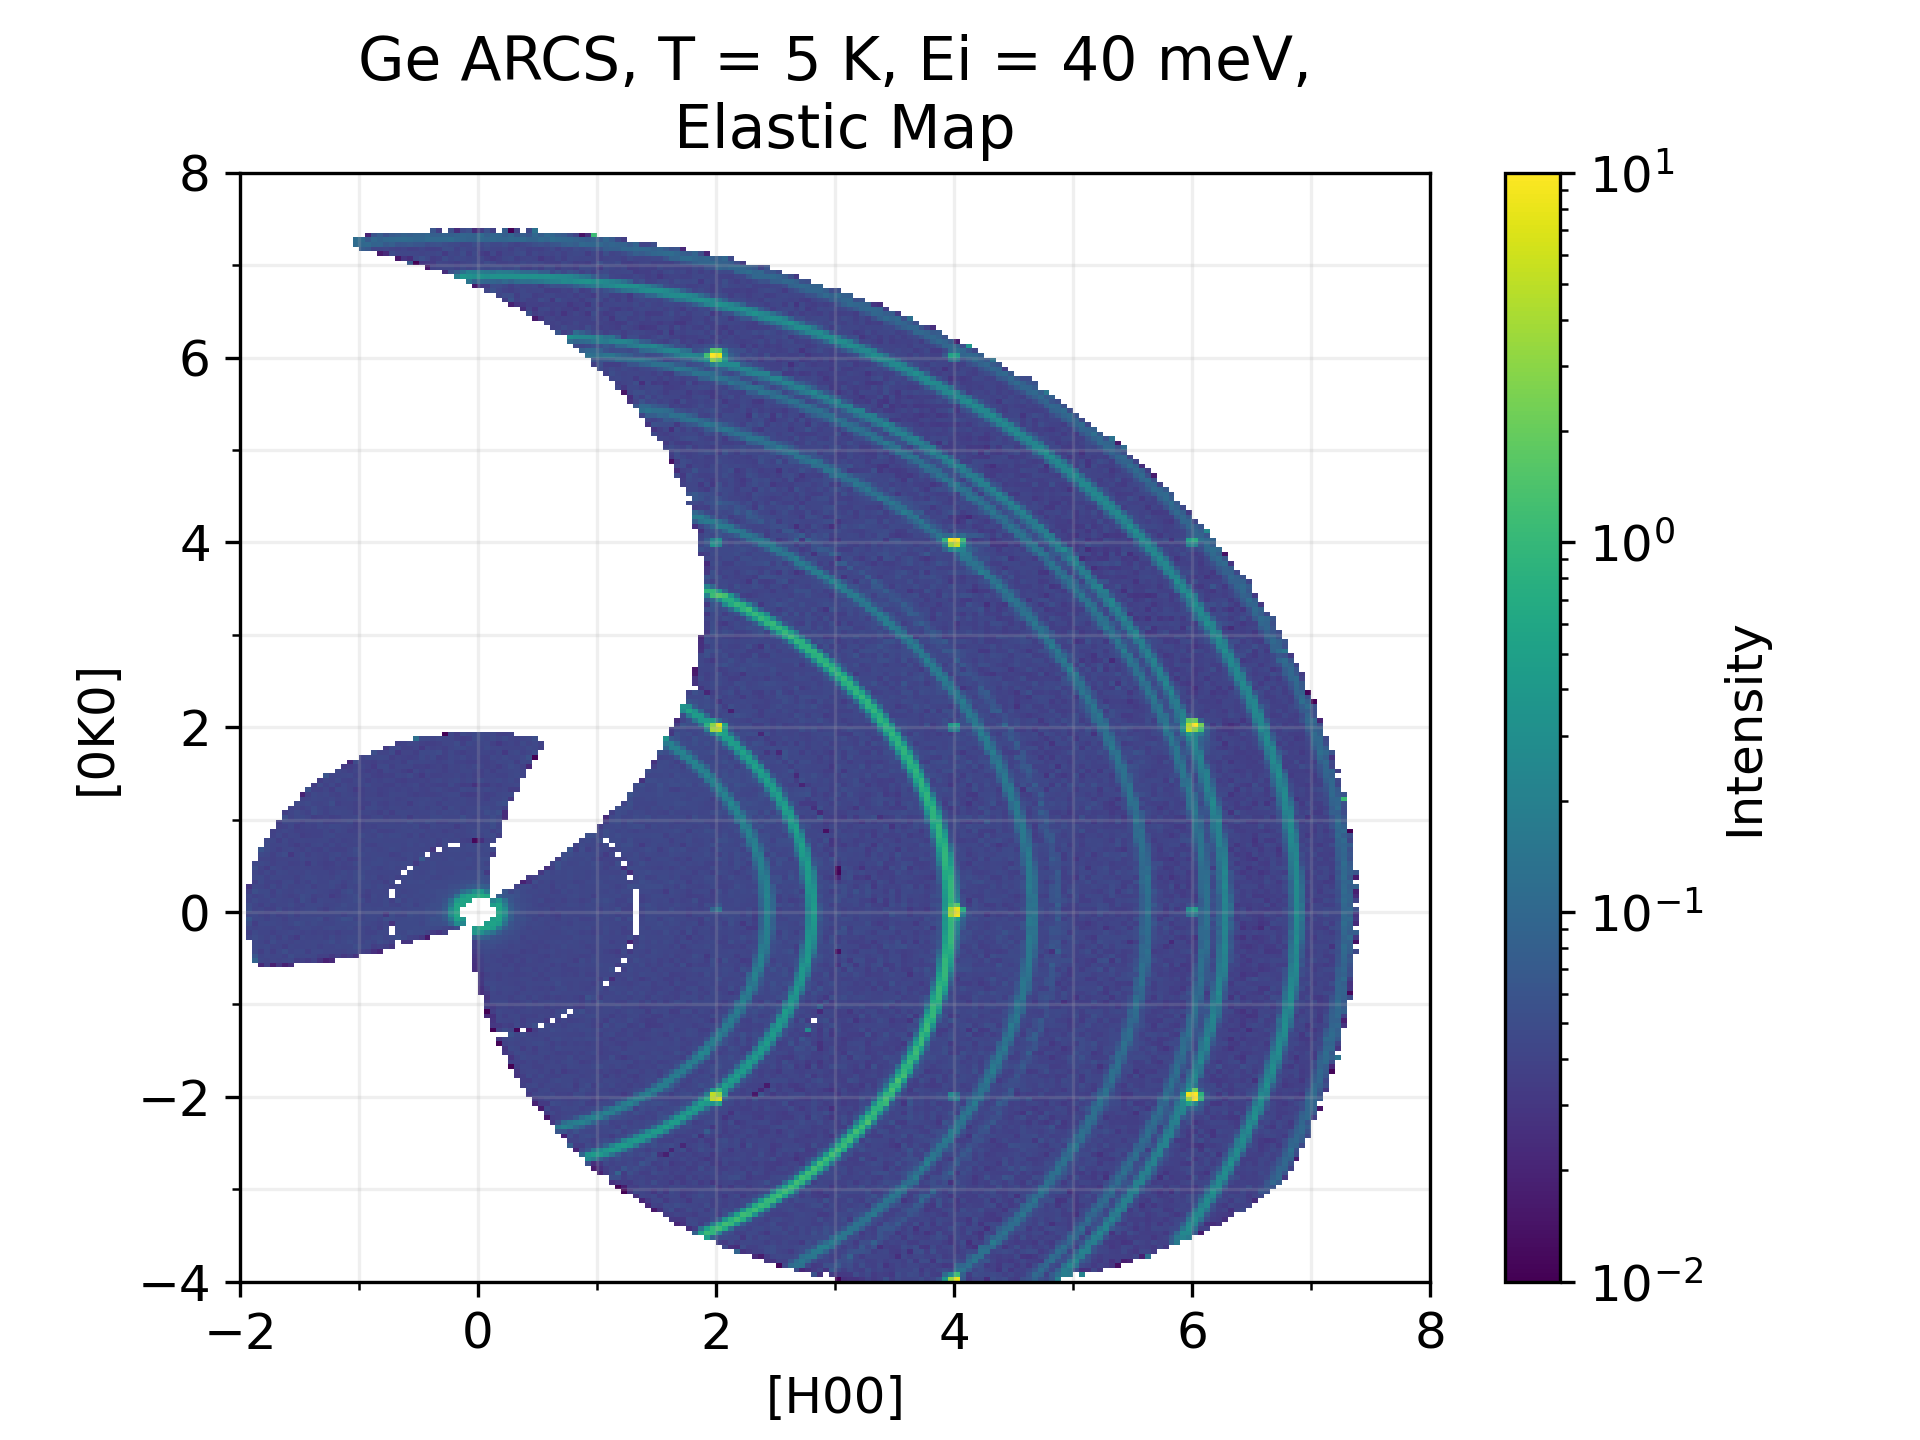 Ge ARCS, T = 5 K, Ei = 40 meV,
Elastic Map
8
6
4
2
0
−2
−4
−2 0 2 4 6 8
[0K0]
[H00]
10¹
10⁰
10⁻¹
10⁻²
Intensity